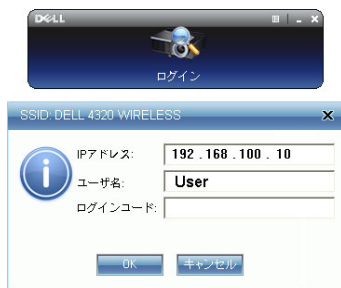 DELL
ログイン
SSID: DELL 4320 WIRELESS
IPアドレス: 192 . 168 . 100 . 10
ユーザ名: User
ログインコード:
OK キャンセル